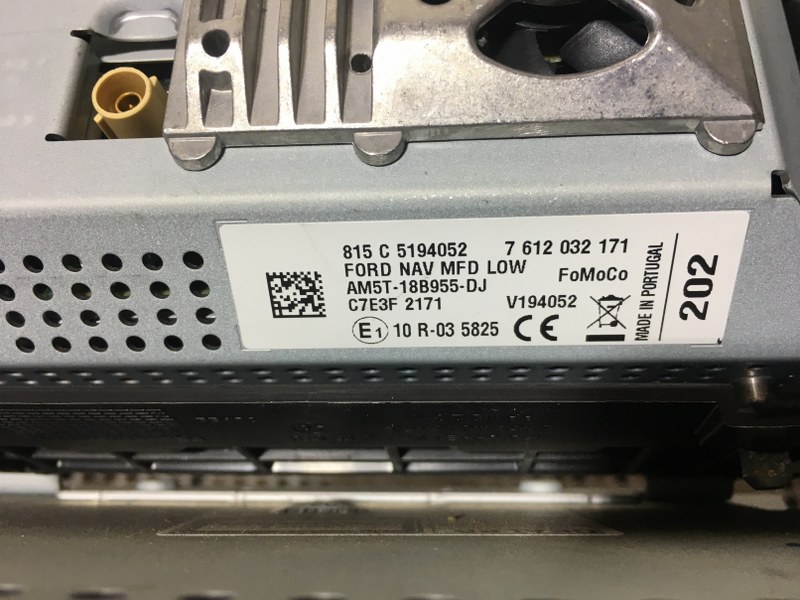 815 C 5194052 7 612 032 171
FORD NAV MFD LOW
AM5T-18B955-DJ FoMoCo
C7E3F 2171 V194052
E1 10 R-03 5825 CE
MADE IN PORTUGAL
202